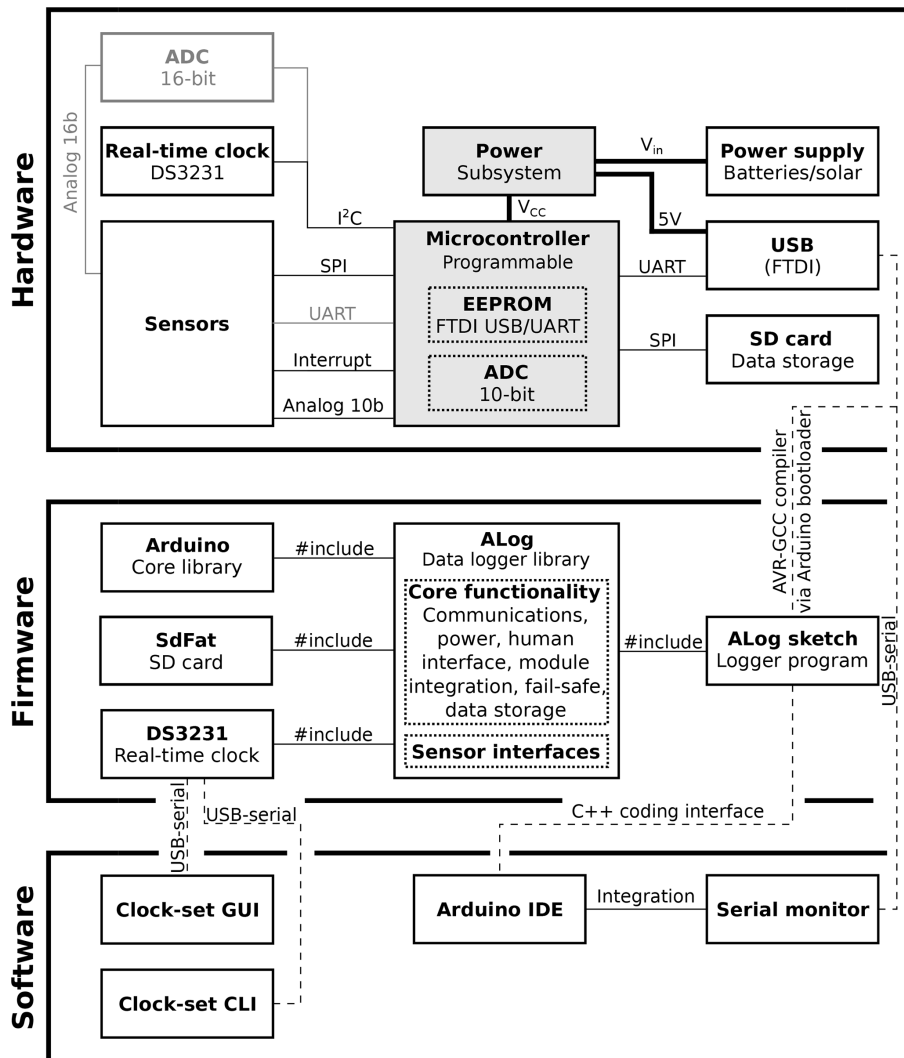 Hardware
ADC
16-bit
Analog 16b
Real-time clock
DS3231
Power
Subsystem
Vin
Power supply
Batteries/solar
VCC
5V
I²C
Sensors
SPI
UART
Interrupt
Analog 10b
Microcontroller
Programmable
EEPROM
FTDI USB/UART
ADC
10-bit
UART
USB
(FTDI)
SPI
SD card
Data storage
AVR-GCC compiler
via Arduino bootloader
USB-serial
Firmware
Arduino
Core library
#include
SdFat
SD card
#include
DS3231
Real-time clock
#include
ALog
Data logger library
Core functionality
Communications,
power, human
interface, module
integration, fail-safe,
data storage
Sensor interfaces
#include
ALog sketch
Logger program
USB-serial
USB-serial
C++ coding interface
Software
Clock-set GUI
Clock-set CLI
Arduino IDE
Integration
Serial monitor